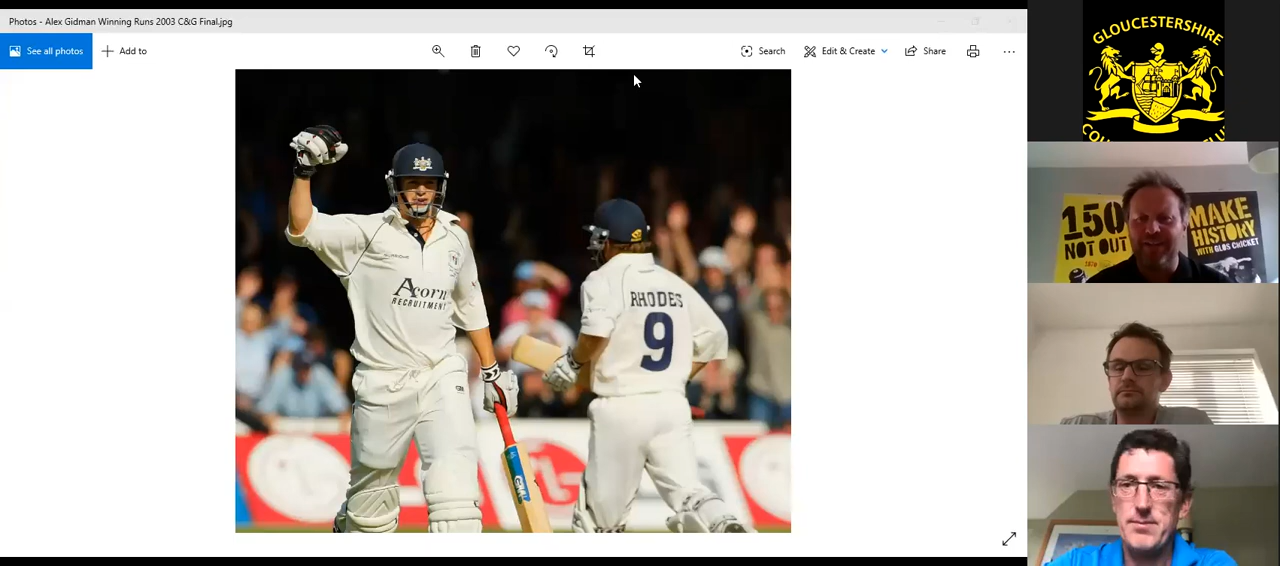 Photos - Alex Gidman Winning Runs 2003 C&G Final.jpg
See all photos
Add to
Search
Edit & Create
Share
Acorn
RECRUITMENT
RHODES
9
GLOUCESTERSHIRE
150
NOT OUT
MAKE
HISTORY
WITH GLOS CRICKET